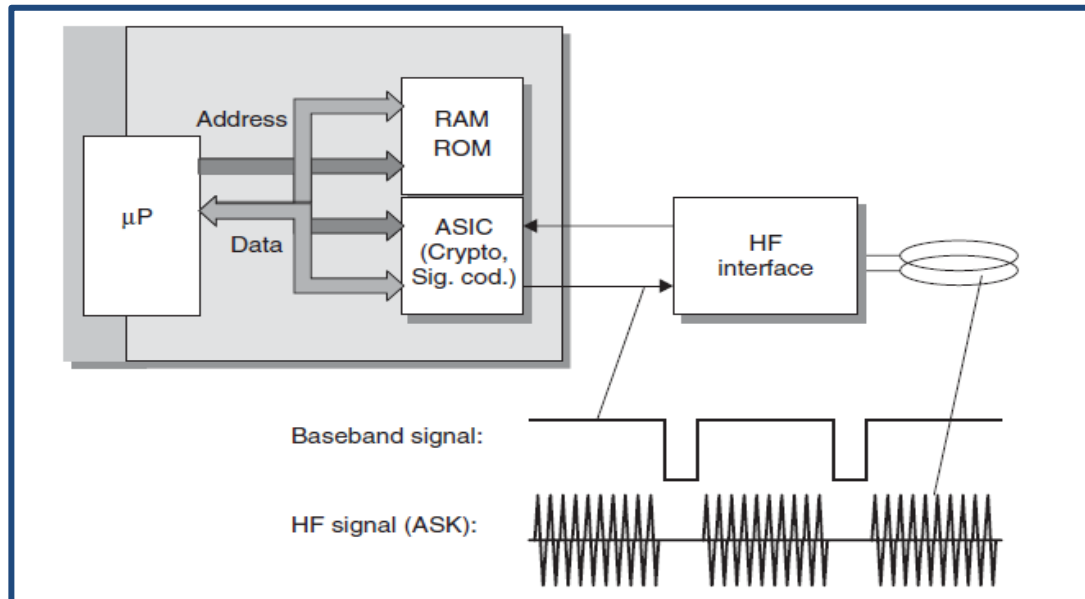 Address
RAM
ROM
μP
Data
ASIC
(Crypto,
Sig. cod.)
HF
interface
Baseband signal:
HF signal (ASK):